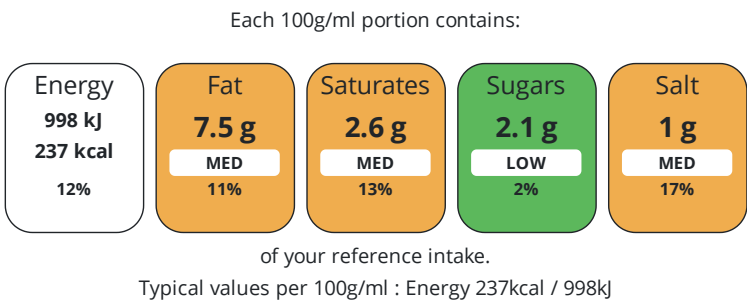 Each 100g/ml portion contains:
Energy
998 kJ
237 kcal
12%
Fat
7.5 g
MED
11%
Saturates
2.6 g
MED
13%
Sugars
2.1 g
LOW
2%
Salt
1 g
MED
17%
of your reference intake.
Typical values per 100g/ml : Energy 237kcal / 998kJ